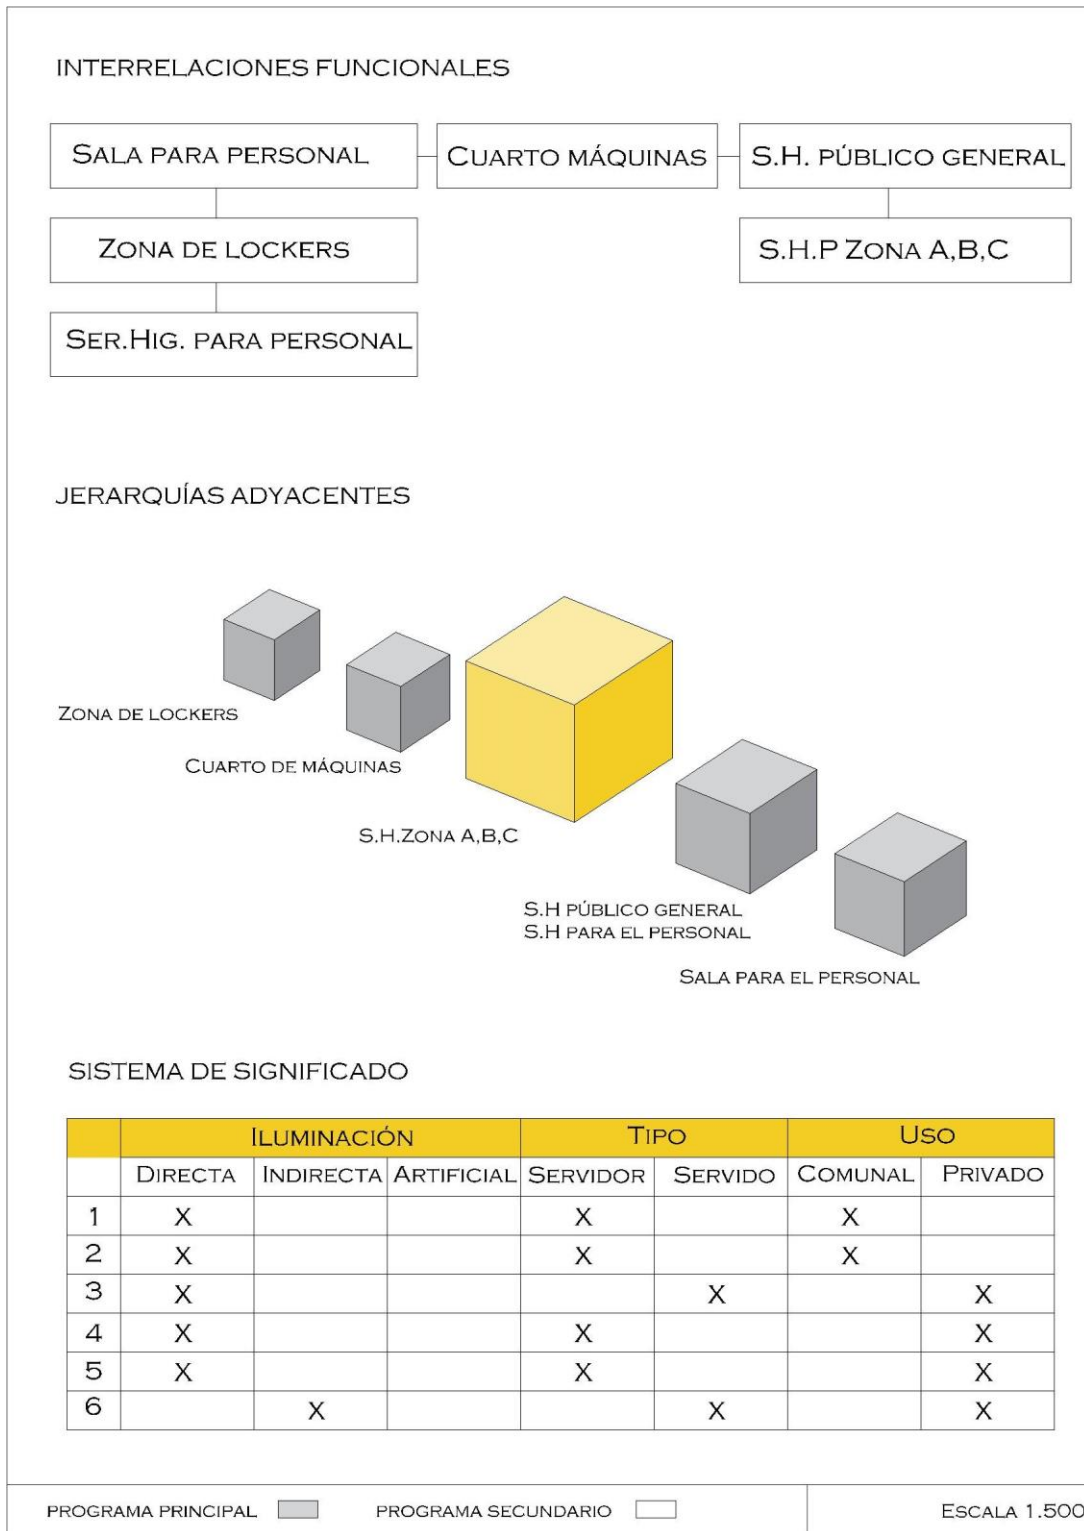 INTERRELACIONES FUNCIONALES
SALA PARA PERSONAL CUARTO MÁQUINAS S.H. PÚBLICO GENERAL
ZONA DE LOCKERS S.H.P ZONA A,B,C
SER.HIG. PARA PERSONAL
JERARQUÍAS ADYACENTES
ZONA DE LOCKERS
CUARTO DE MÁQUINAS
S.H.ZONA A,B,C
S.H PÚBLICO GENERAL
S.H PARA EL PERSONAL
SALA PARA EL PERSONAL
SISTEMA DE SIGNIFICADO
ILUMINACIÓN TIPO USO
DIRECTA INDIRECTA ARTIFICIAL SERVIDOR SERVIDO COMUNAL PRIVADO
1 X X X
2 X X X
3 X X X
4 X X X
5 X X X
6 X X X
PROGRAMA PRINCIPAL PROGRAMA SECUNDARIO ESCALA 1.500